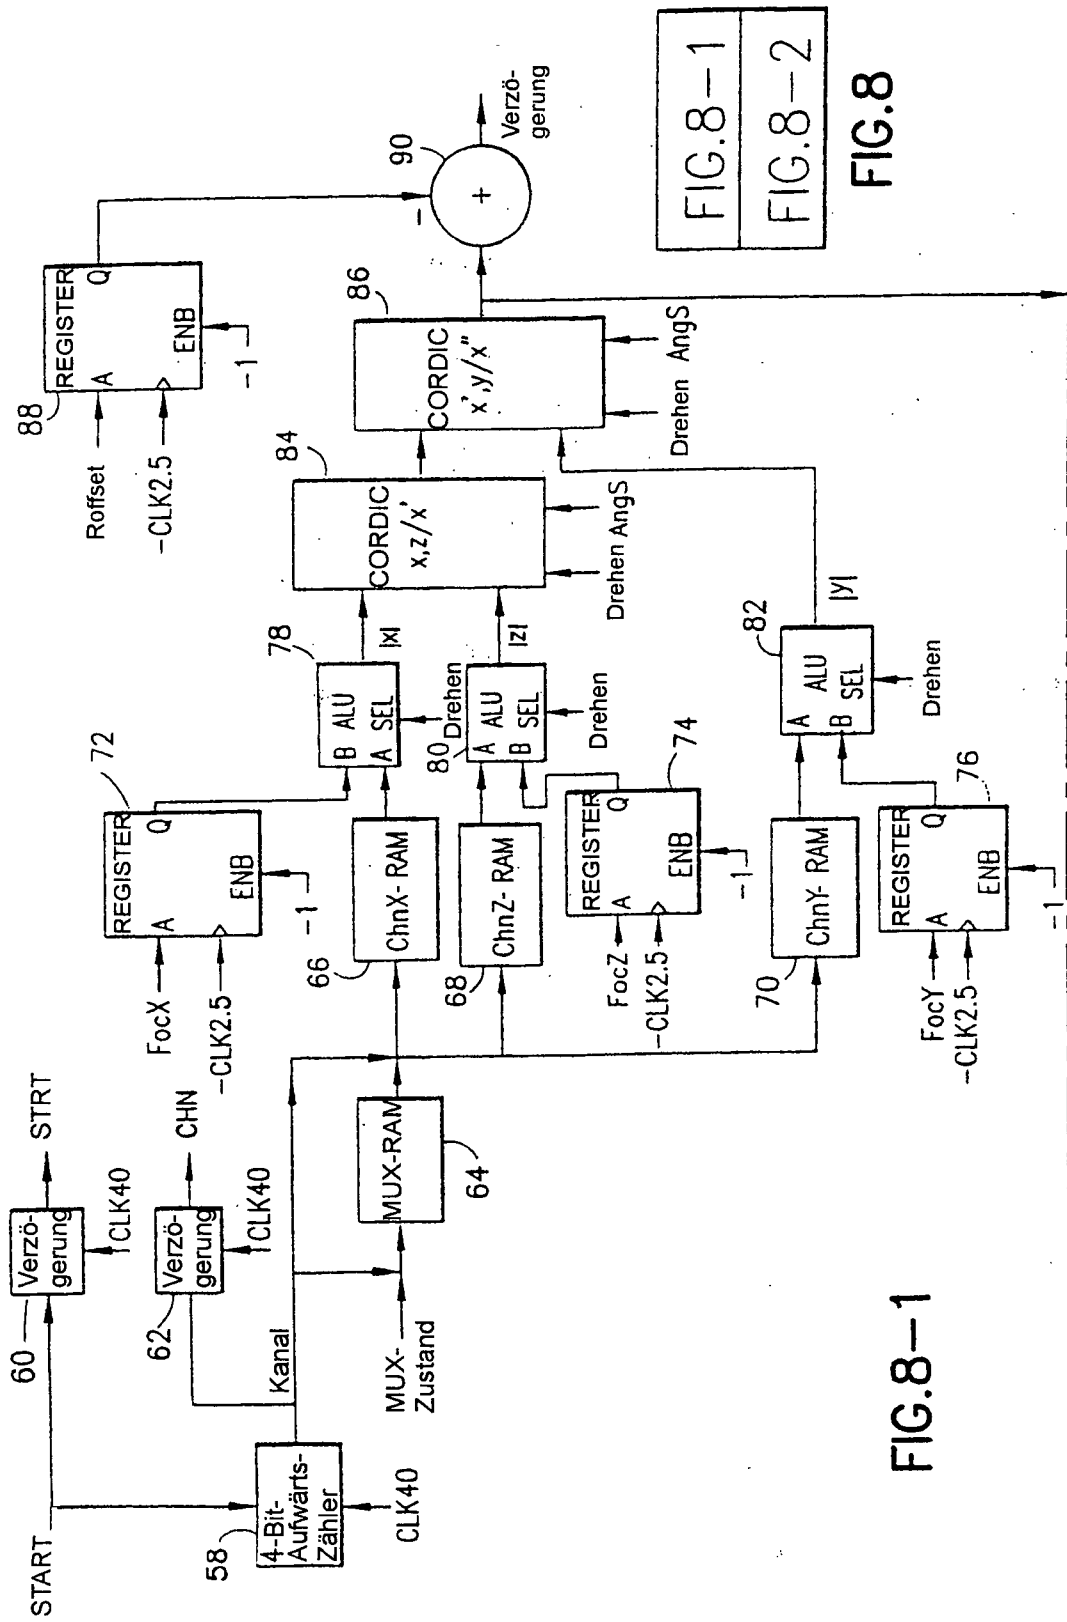 START
60
Verzö-
gerung
STRT
CLK40
62
Verzö-
gerung
CHN
CLK40
58
4-Bit-
Aufwärts-
Zähler
CLK40
Kanal
MUX-
Zustand
MUX-RAM
64
FocX
-CLK2.5
REGISTER
A
Q
ENB
72
-1
66
ChnX-RAM
68
ChnZ-RAM
FocZ
-CLK2.5
REGISTER
A
Q
ENB
74
-1
70
ChnY-RAM
FocY
-CLK2.5
REGISTER
A
Q
ENB
76
-1
78
B
ALU
A
SEL
|x|
Drehen
80
A
ALU
B
SEL
|z|
Drehen
82
A
ALU
B
SEL
|y|
Drehen
84
CORDIC
x,z/x'
Drehen
AngS
86
CORDIC
x',y/x"
Drehen
AngS
88
Roffset
-CLK2.5
REGISTER
A
Q
ENB
-1
90
-
+
Verzö-
gerung
FIG.8-1
FIG.8-2
FIG.8
FIG.8-1